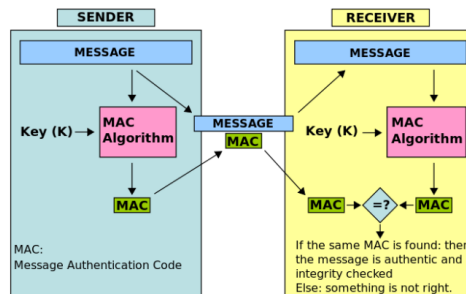 SENDER
RECEIVER
MESSAGE
MESSAGE
MESSAGE
MAC
Key (K)
MAC
Algorithm
Key (K)
MAC
Algorithm
MAC
MAC
=?
MAC
MAC:
Message Authentication Code
If the same MAC is found: then
the message is authentic and
integrity checked
Else: something is not right.